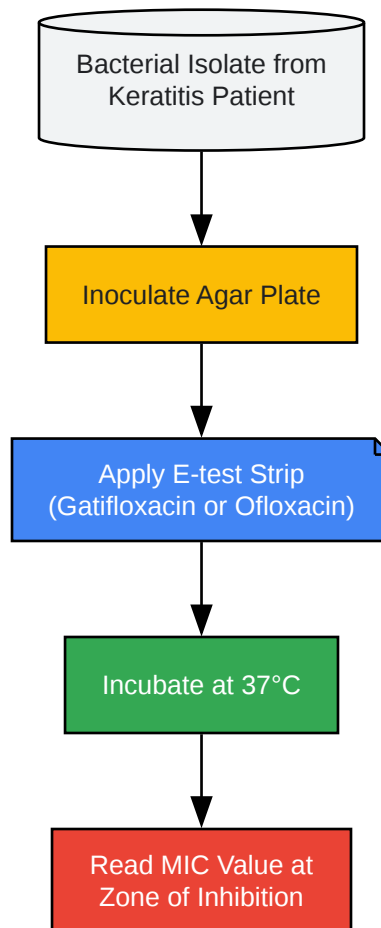 Bacterial Isolate from
Keratitis Patient
Inoculate Agar Plate
Apply E-test Strip
(Gatifloxacin or Ofloxacin)
Incubate at 37°C
Read MIC Value at
Zone of Inhibition